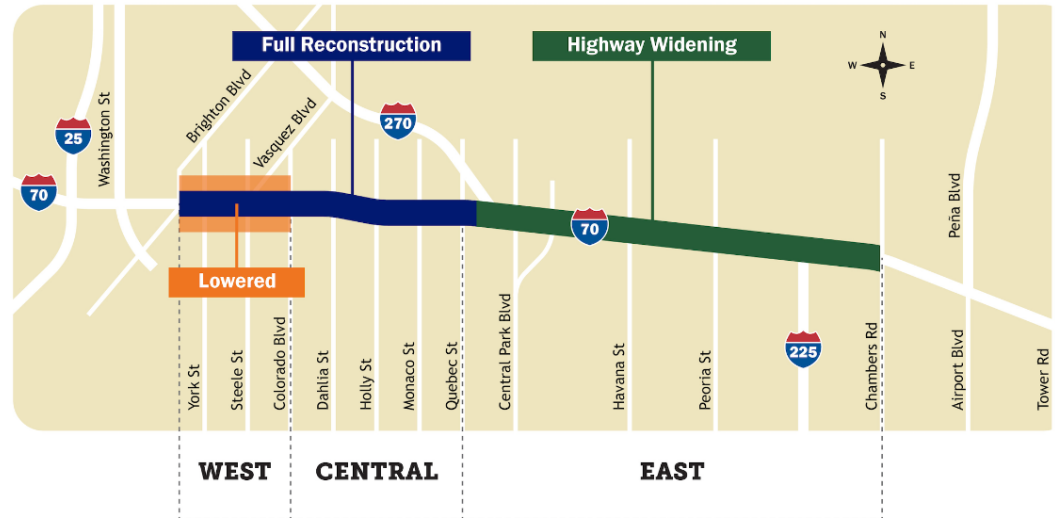 Full Reconstruction
Highway Widening
N
W
E
S
25
Washington St
Brighton Blvd
Vasquez Blvd
270
70
Peña Blvd
70
Lowered
York St
Steele St
Colorado Blvd
Dahlia St
Holly St
Monaco St
Quebec St
Central Park Blvd
Havana St
Peoria St
225
Chambers Rd
Airport Blvd
Tower Rd
WEST
CENTRAL
EAST